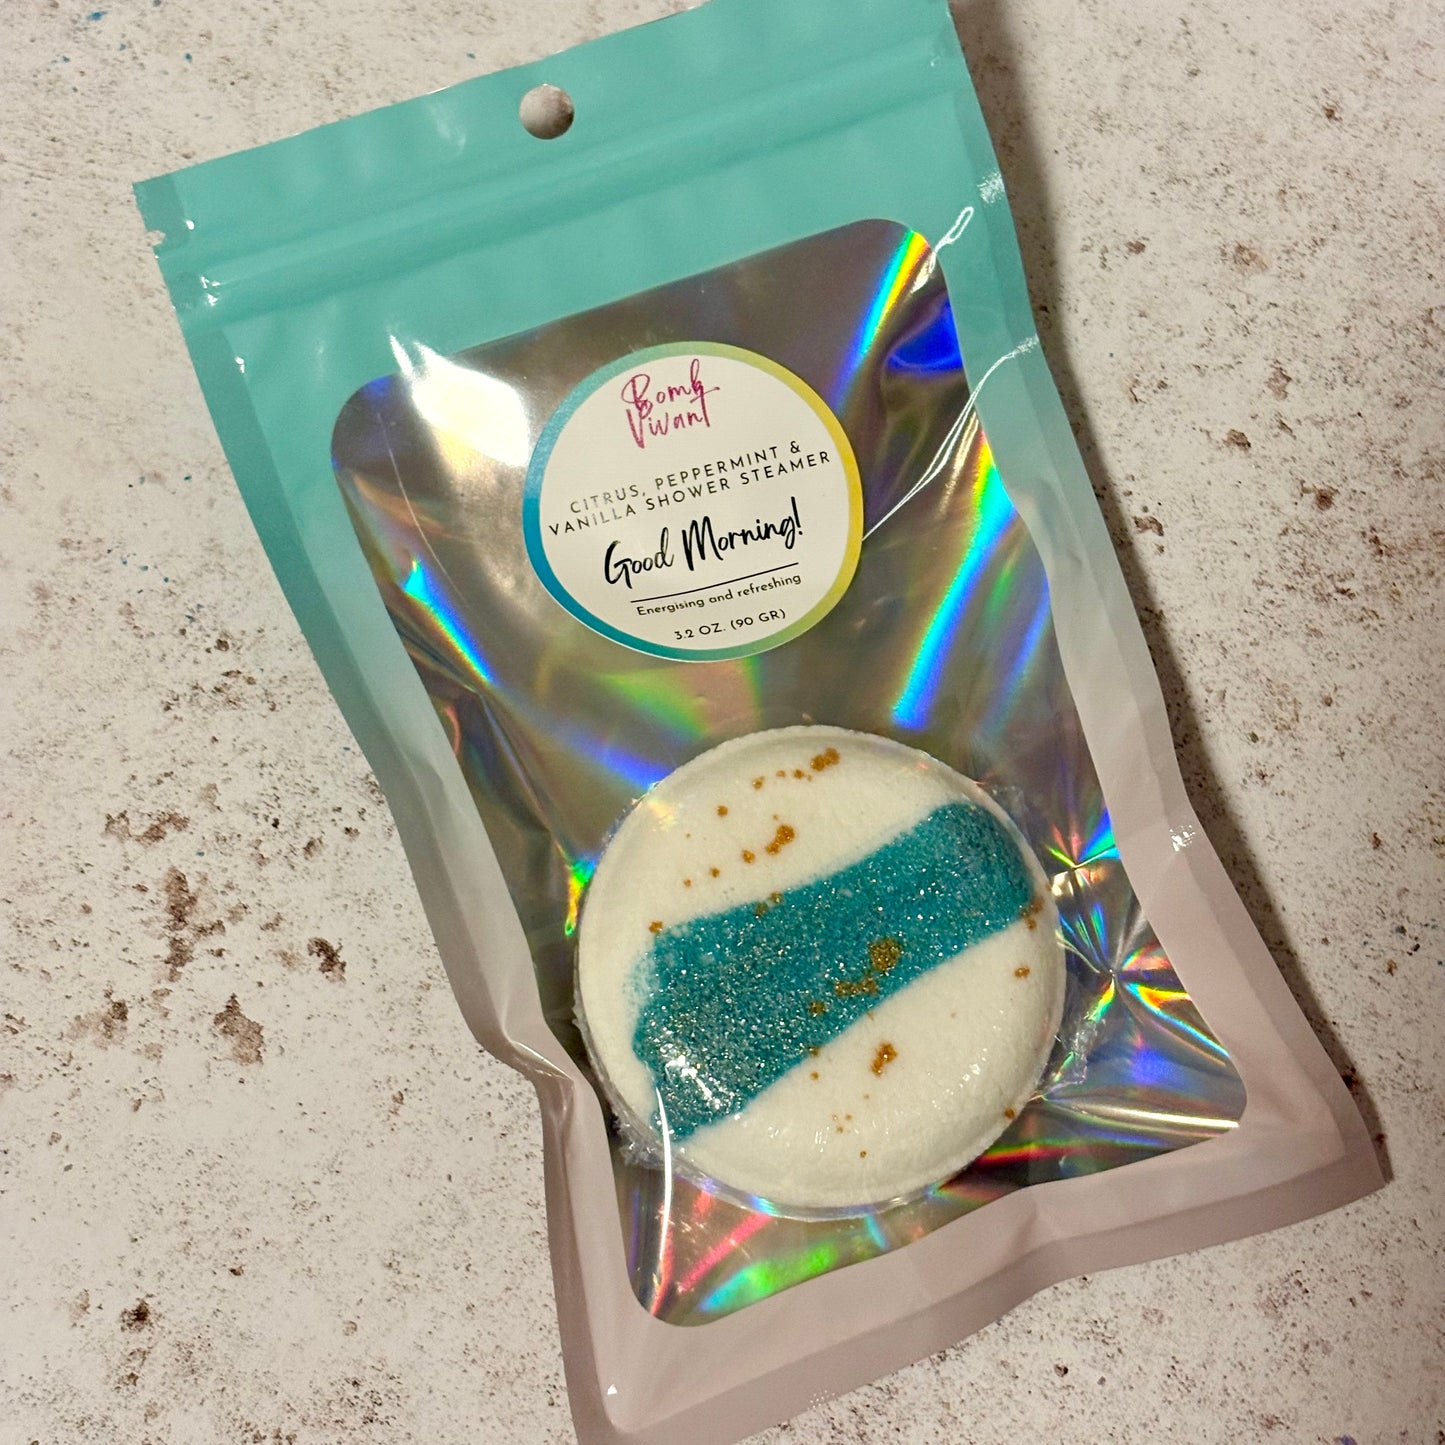 Bomb
Vivant
CITRUS, PEPPERMINT &
VANILLA SHOWER STEAMER
Good Morning!
Energising and refreshing
3.2 OZ. (90 GR)